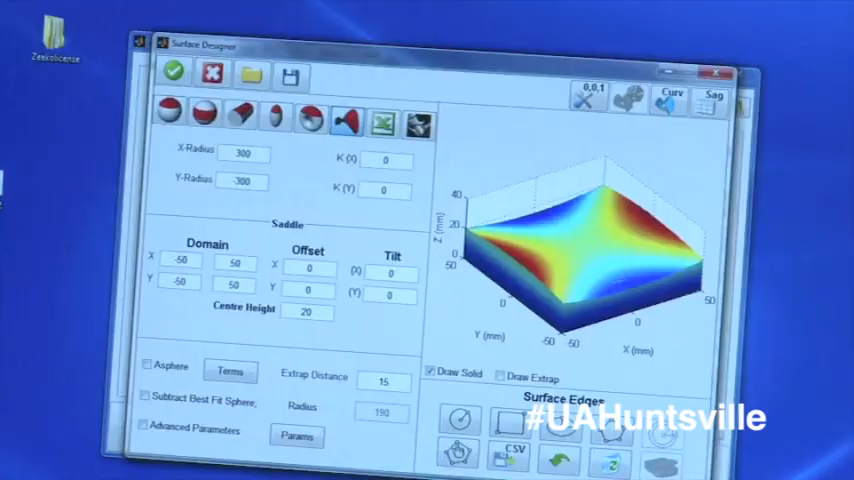 Zeekolicense
Surface Designer
0,0,1
Curv
Sag
X-Radius 300 K (X) 0
Y-Radius -300 K (Y) 0
Saddle
Domain Offset Tilt
X -50 50 X 0 (X) 0
Y -50 50 Y 0 (Y) 0
Centre Height 20
Asphere Terms Extrap Distance 15
Subtract Best Fit Sphere; Radius 190
Advanced Parameters Params
40
20
0
Z (mm)
50
0
-50
Y (mm)
-50
0
50
X (mm)
Draw Solid Draw Extrap
Surface Edges
CSV
#UAHuntsville